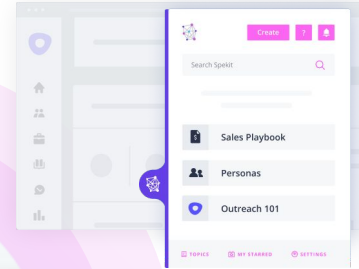 Create ?
Search Spekit
Sales Playbook
Personas
Outreach 101
TOPICS MY STARRED SETTINGS